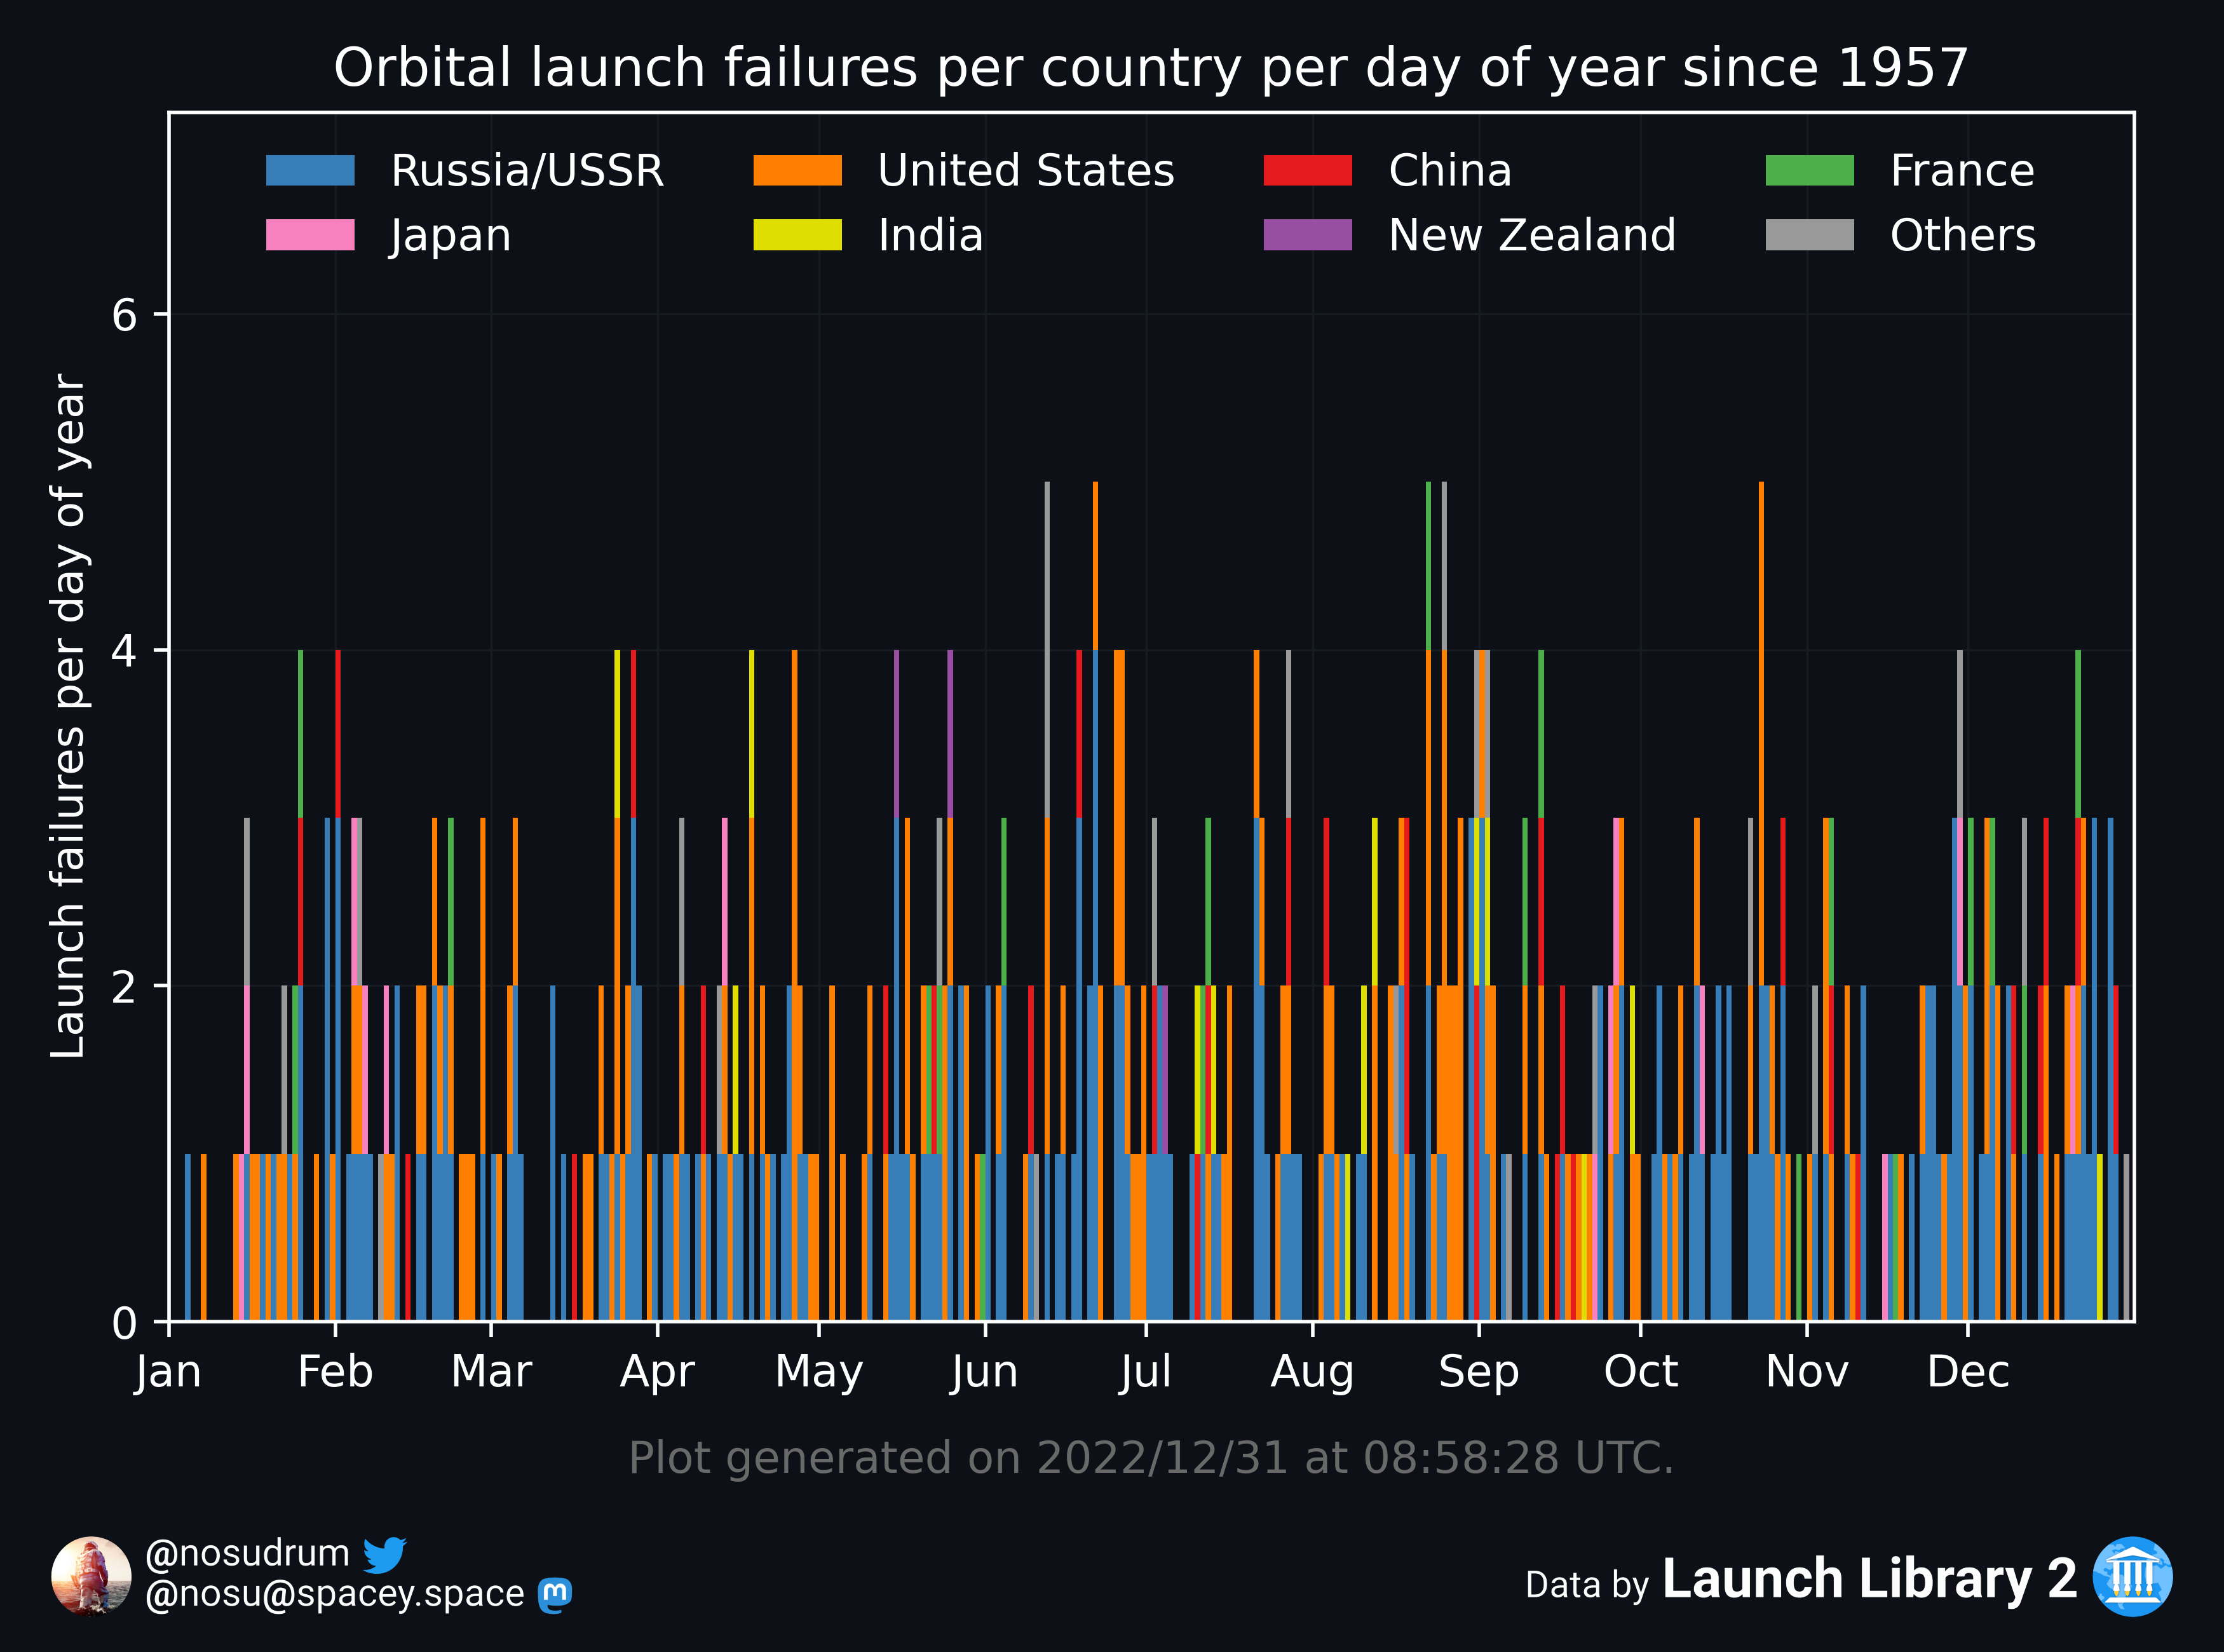 Orbital launch failures per country per day of year since 1957
Russia/USSR United States China France
Japan India New Zealand Others
Launch failures per day of year
6
4
2
0
Jan Feb Mar Apr May Jun Jul Aug Sep Oct Nov Dec
Plot generated on 2022/12/31 at 08:58:28 UTC.
@nosudrum
@nosu@spacey.space
Data by Launch Library 2